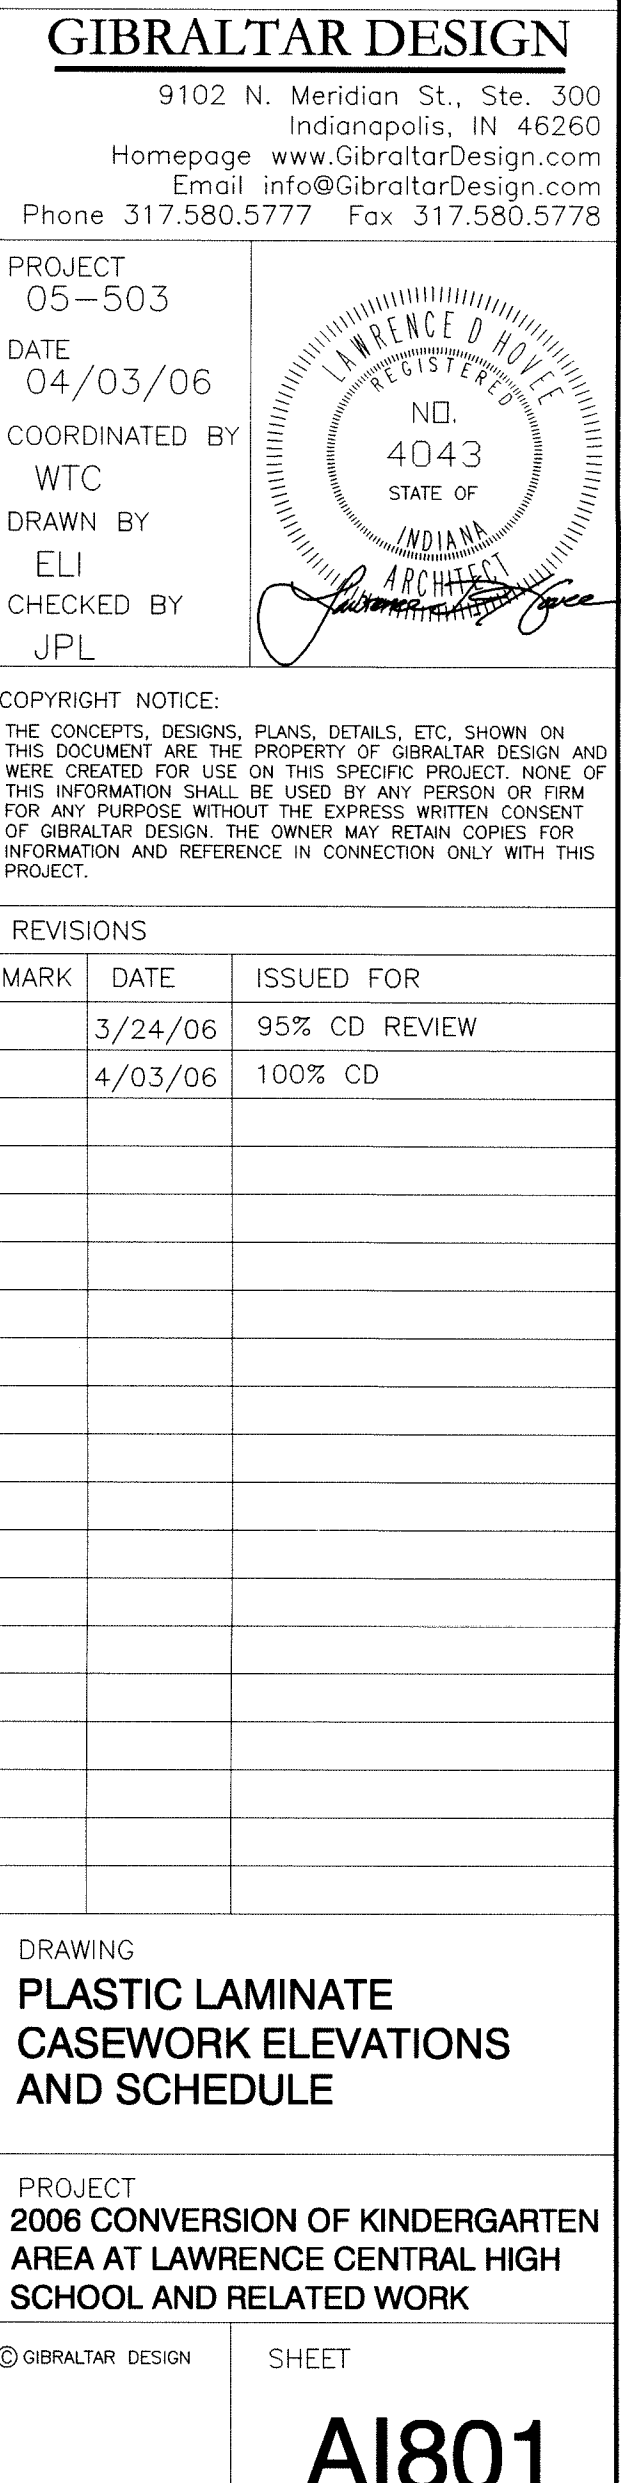 GIBRALTAR DESIGN
9102 N. Meridian St., Ste. 300
Indianapolis, IN 46260
Homepage www.GibraltarDesign.com
Email info@GibraltarDesign.com
Phone 317.580.5777 Fax 317.580.5778
PROJECT
05-503
DATE
04/03/06
COORDINATED BY
WTC
DRAWN BY
ELI
CHECKED BY
JPL
LAWRENCE D HOVEE
REGISTERED
NO.
4043
STATE OF
INDIANA
ARCHITECT
Lawrence D Hovee
COPYRIGHT NOTICE:
THE CONCEPTS, DESIGNS, PLANS, DETAILS, ETC, SHOWN ON
THIS DOCUMENT ARE THE PROPERTY OF GIBRALTAR DESIGN AND
WERE CREATED FOR USE ON THIS SPECIFIC PROJECT. NONE OF
THIS INFORMATION SHALL BE USED BY ANY PERSON OR FIRM
FOR ANY PURPOSE WITHOUT THE EXPRESS WRITTEN CONSENT
OF GIBRALTAR DESIGN. THE OWNER MAY RETAIN COPIES FOR
INFORMATION AND REFERENCE IN CONNECTION ONLY WITH THIS
PROJECT.
REVISIONS
MARK DATE ISSUED FOR
3/24/06 95% CD REVIEW
4/03/06 100% CD
DRAWING
PLASTIC LAMINATE
CASEWORK ELEVATIONS
AND SCHEDULE
PROJECT
2006 CONVERSION OF KINDERGARTEN
AREA AT LAWRENCE CENTRAL HIGH
SCHOOL AND RELATED WORK
© GIBRALTAR DESIGN SHEET
AI801